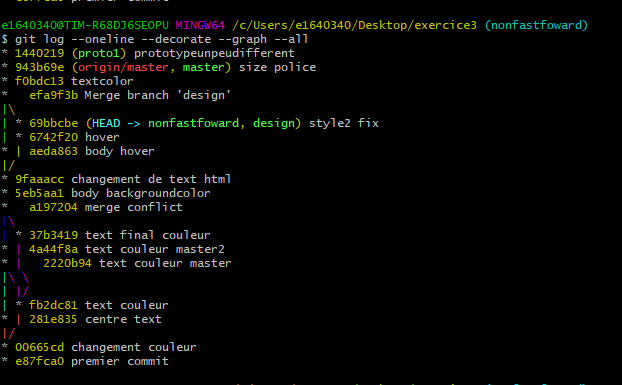 e1640340@TIM-R68DJ6SEOPU MINGW64 /c/Users/e1640340/Desktop/exercice3 (nonfastfoward)
$ git log --oneline --decorate --graph --all
* 1440219 (proto1) prototypeunpeudifferent
* 943b69e (origin/master, master) size police
* f0bdc13 textcolor
*   efa9f3b Merge branch 'design'
|\
| * 69bbcbe (HEAD -> nonfastfoward, design) style2 fix
| * 6742f20 hover
* | aeda863 body hover
|/
* 9faaacc changement de text html
* 5eb5aa1 body backgroundcolor
*   a197204 merge conflict
|\
| * 37b3419 text final couleur
* | 4a44f8a text couleur master2
* |   2220b94 text couleur master
|\ \
| |/
| * fb2dc81 text couleur
* | 281e835 centre text
|/
* 00665cd changement couleur
* e87fca0 premier commit